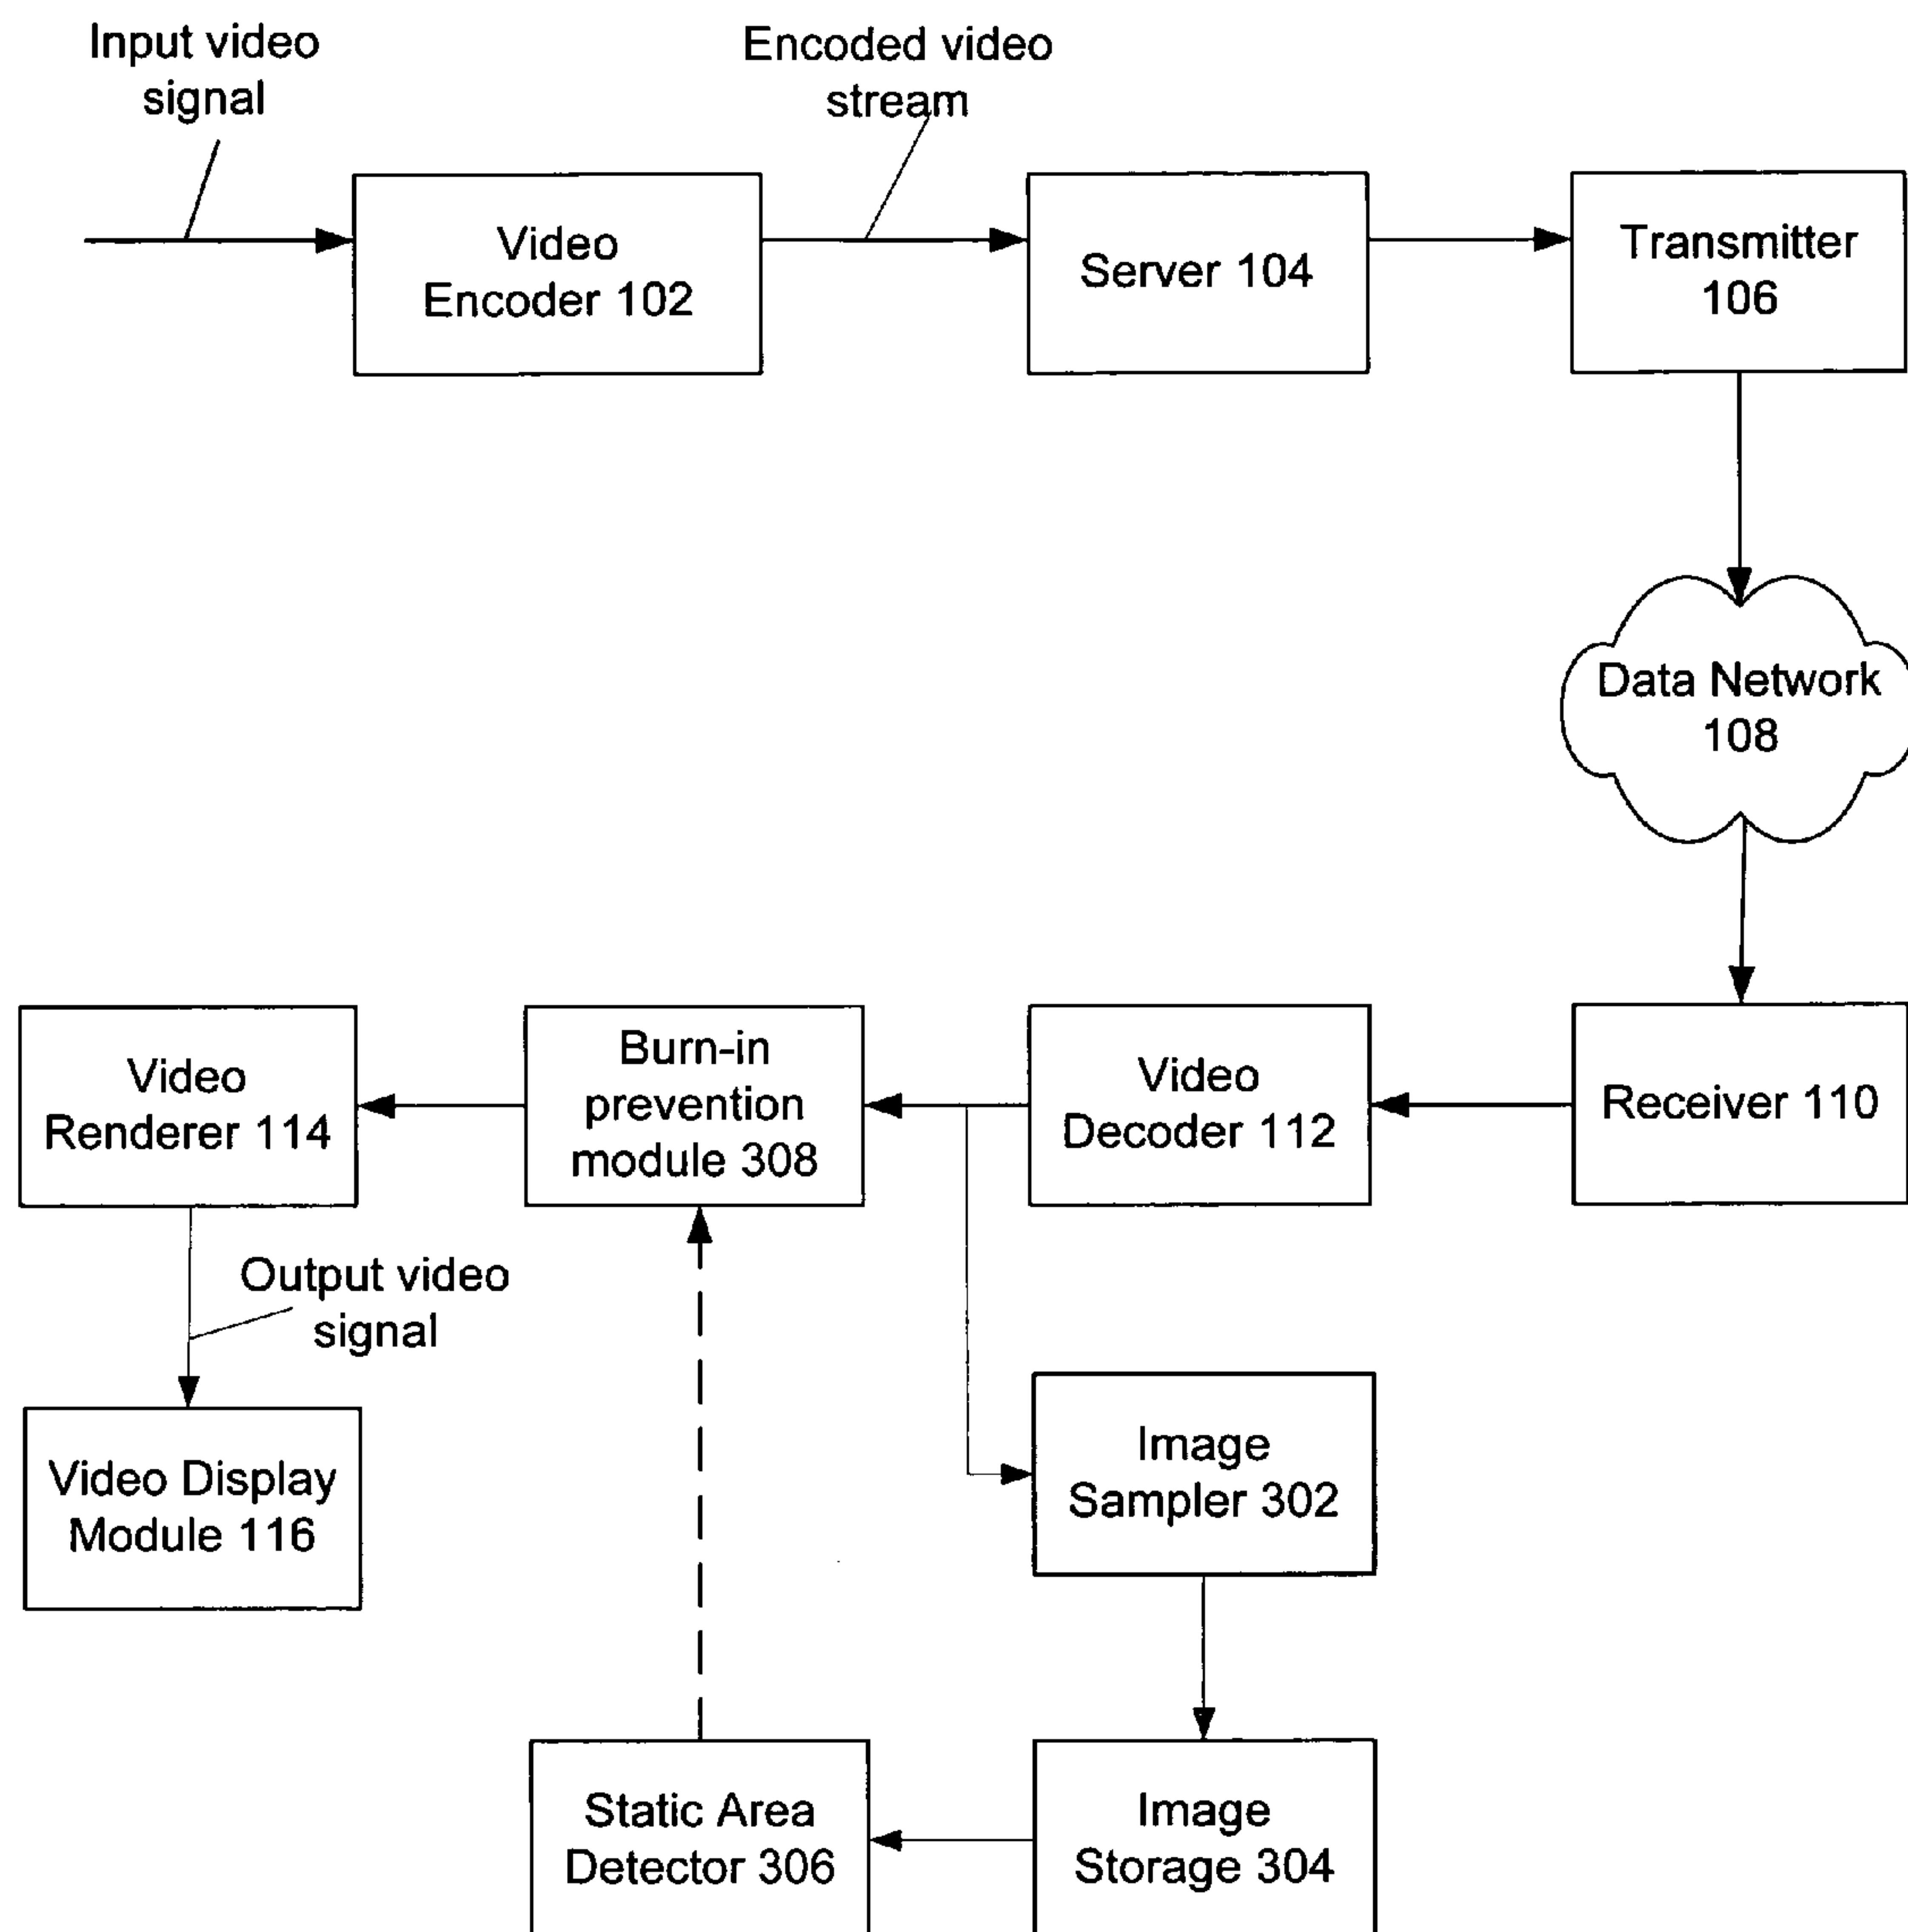 Input video
signal
Encoded video
stream
Video
Encoder 102
Server 104
Transmitter
106
Data Network
108
Video
Renderer 114
Burn-in
prevention
module 308
Video
Decoder 112
Receiver 110
Output video
signal
Video Display
Module 116
Image
Sampler 302
Static Area
Detector 306
Image
Storage 304